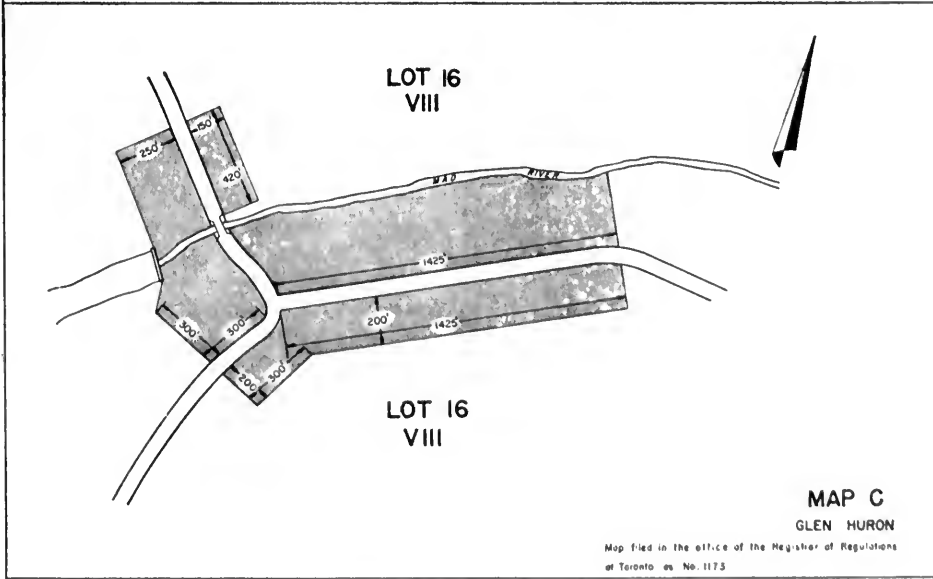 LOT 16
VIII
150'
250'
420'
MAD RIVER
1425'
300'
300'
200'
1425'
200'
300'
LOT 16
VIII
MAP C
GLEN HURON
Map filed in the office of the Registrar of Regulations
at Toronto as No. 1173